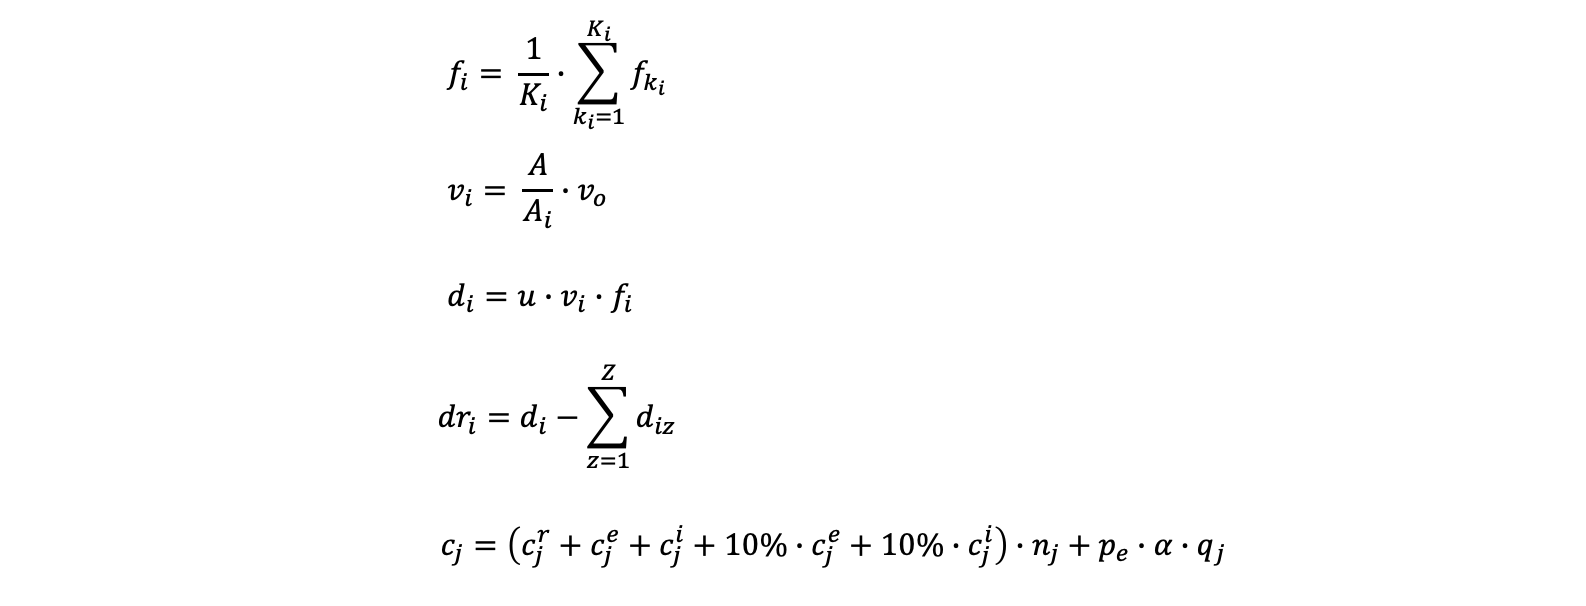 f_i = \frac{1}{K_i} \cdot \sum_{k_i=1}^{K_i} f_{k_i}
v_i = \frac{A}{A_i} \cdot v_o
d_i = u \cdot v_i \cdot f_i
dr_i = d_i - \sum_{z=1}^{Z} d_{iz}
c_j = (c_j^r + c_j^e + c_j^i + 10\% \cdot c_j^e + 10\% \cdot c_j^i) \cdot n_j + p_e \cdot \alpha \cdot q_j